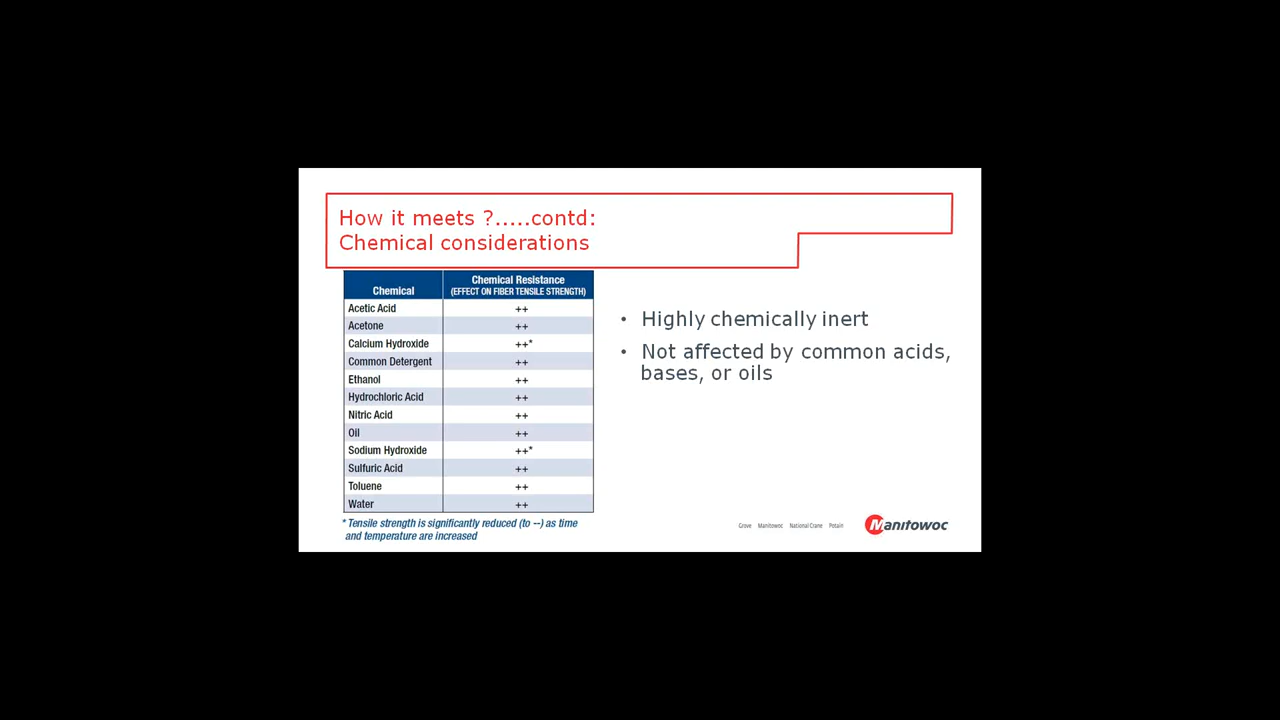 How it meets ?.....contd:
Chemical considerations
Chemical Chemical Resistance
(EFFECT ON FIBER TENSILE STRENGTH)
Acetic Acid ++
Acetone ++
Calcium Hydroxide ++*
Common Detergent ++
Ethanol ++
Hydrochloric Acid ++
Nitric Acid ++
Oil ++
Sodium Hydroxide ++*
Sulfuric Acid ++
Toluene ++
Water ++
* Tensile strength is significantly reduced (to --) as time
and temperature are increased
• Highly chemically inert
• Not affected by common acids,
bases, or oils
Grove Manitowoc National Crane Potain
Manitowoc